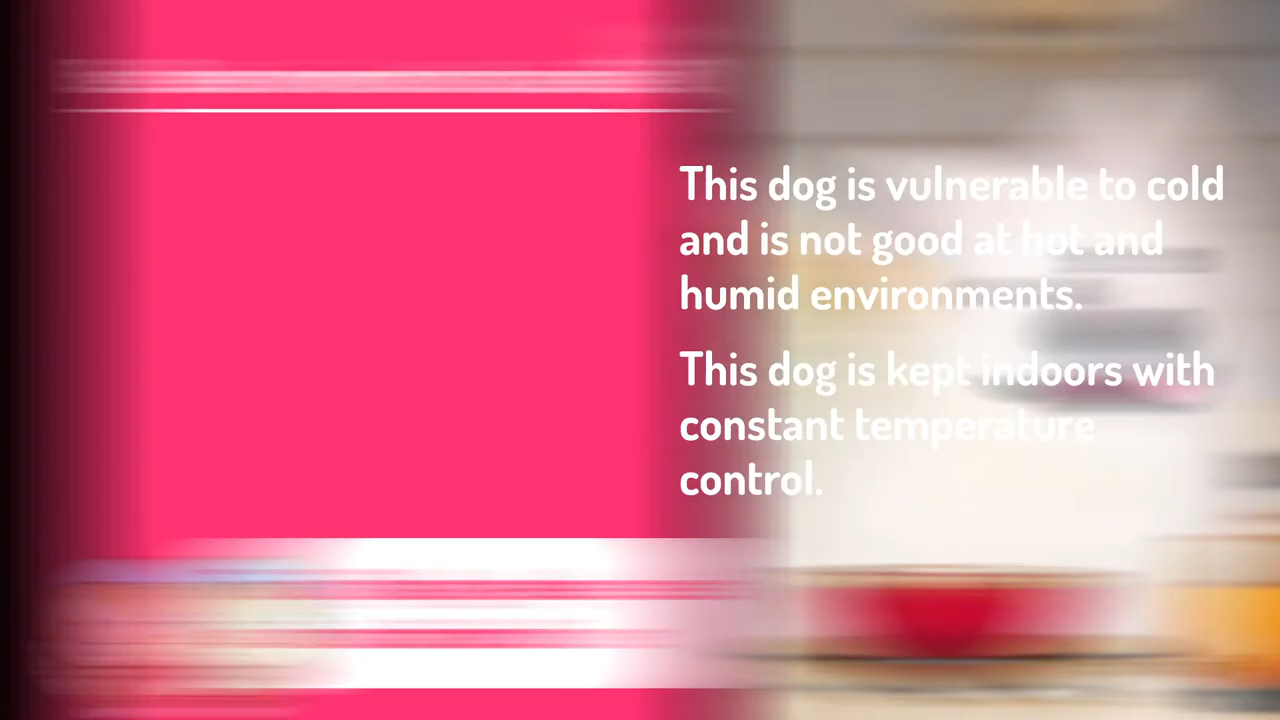 This dog is vulnerable to cold
and is not good at hot and
humid environments.
This dog is kept indoors with
constant temperature
control.